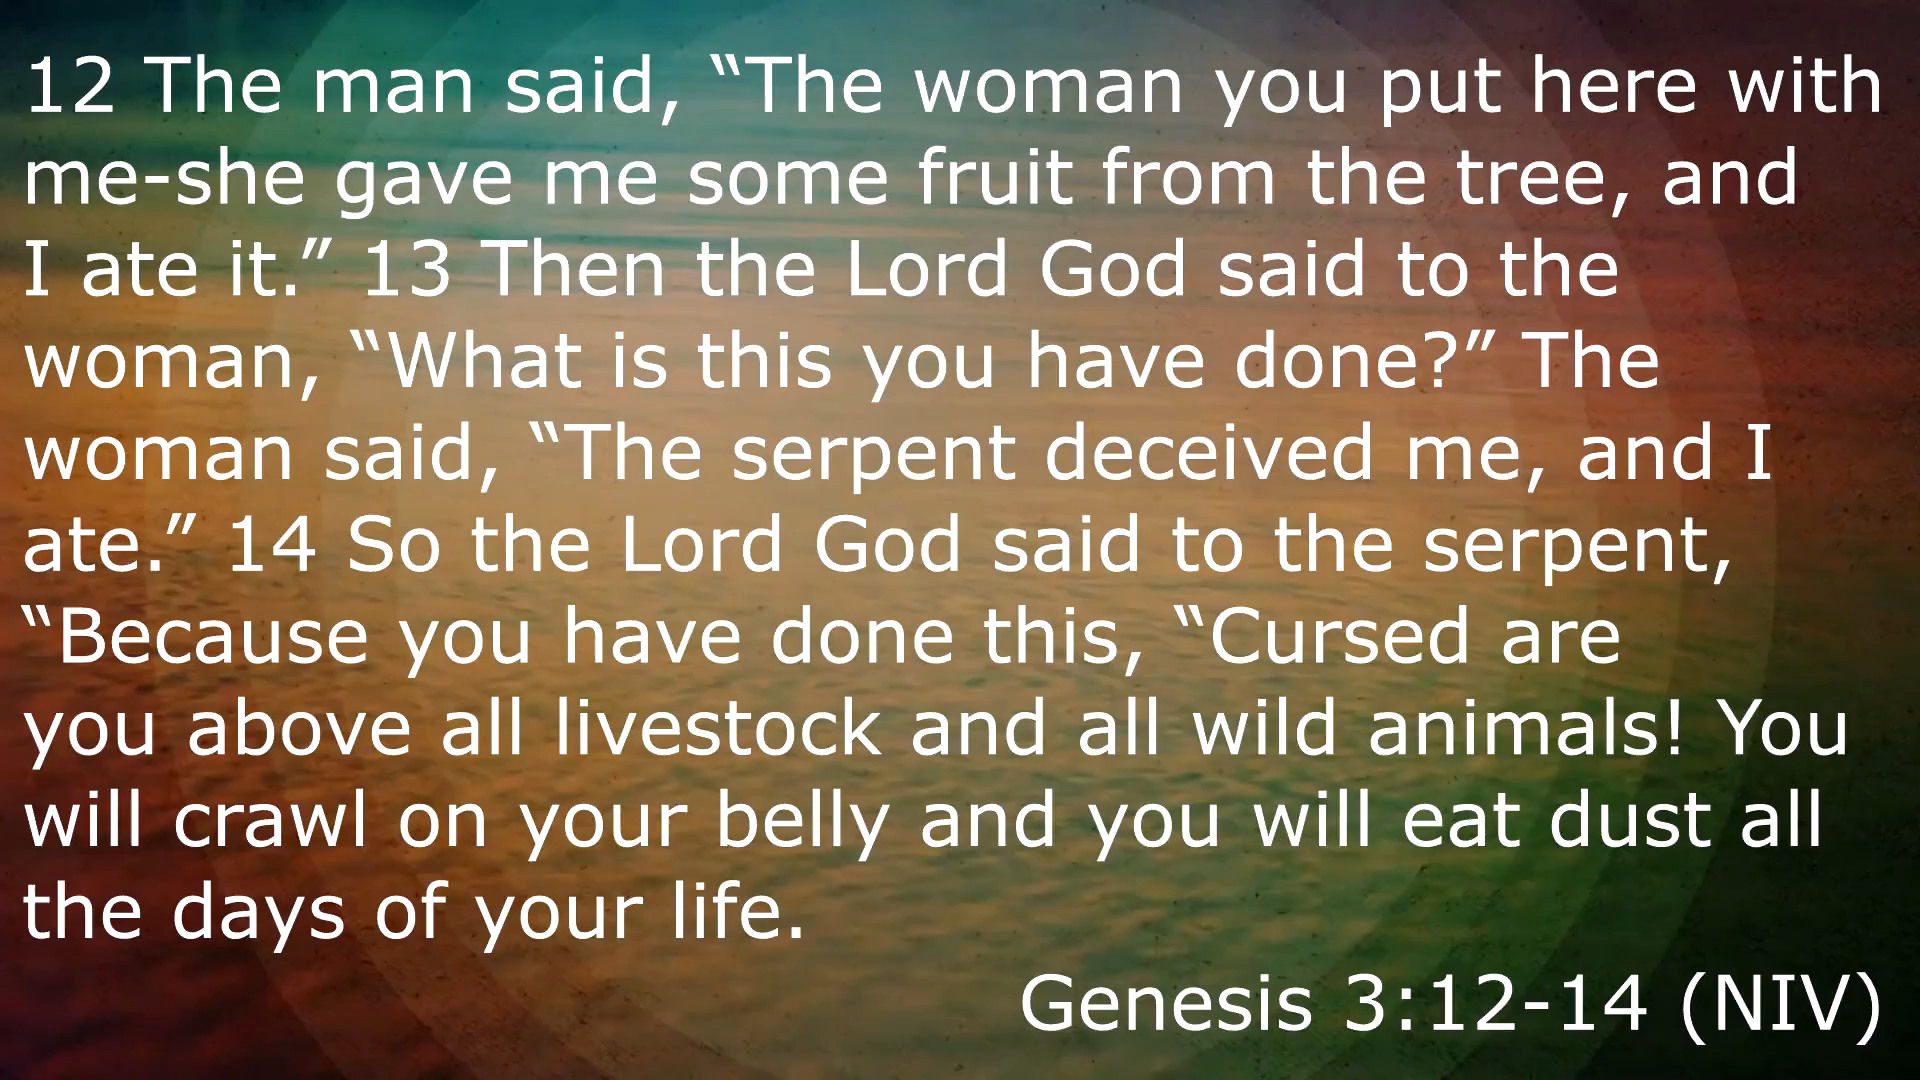 12 The man said, “The woman you put here with
me-she gave me some fruit from the tree, and
I ate it.” 13 Then the Lord God said to the
woman, “What is this you have done?” The
woman said, “The serpent deceived me, and I
ate.” 14 So the Lord God said to the serpent,
“Because you have done this, “Cursed are
you above all livestock and all wild animals! You
will crawl on your belly and you will eat dust all
the days of your life.
Genesis 3:12-14 (NIV)